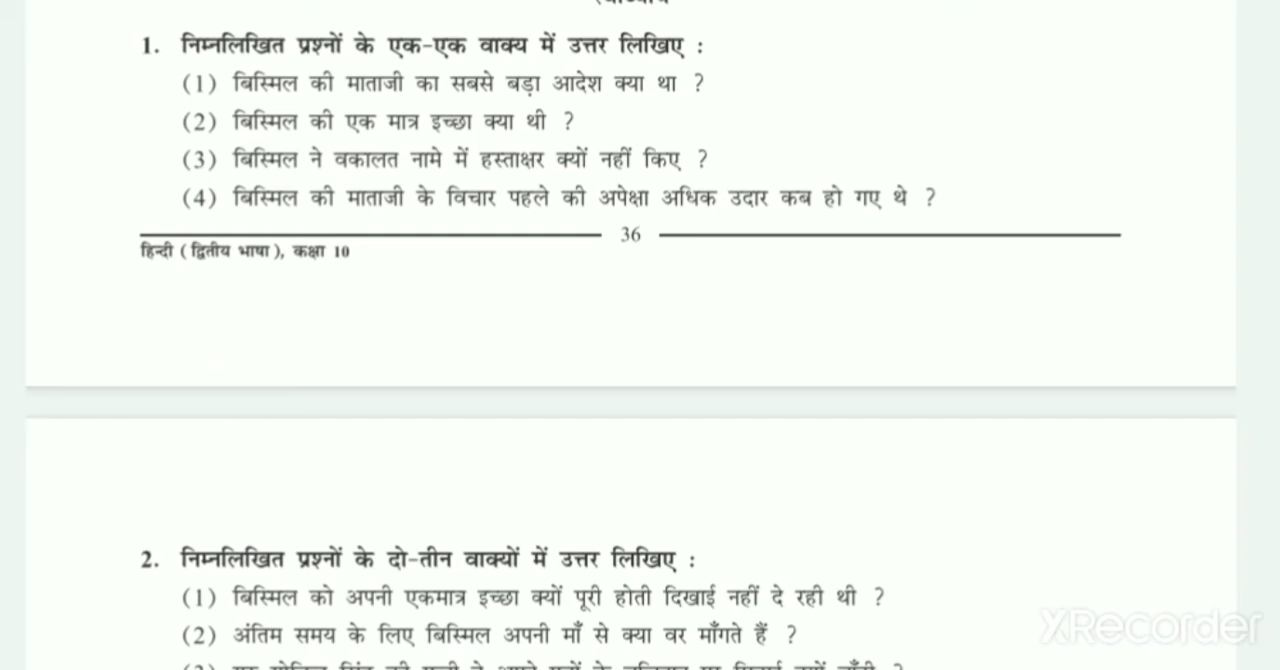 1. निम्नलिखित प्रश्नों के एक-एक वाक्य में उत्तर लिखिए :
(1) बिस्मिल की माताजी का सबसे बड़ा आदेश क्या था ?
(2) बिस्मिल की एक मात्र इच्छा क्या थी ?
(3) बिस्मिल ने वकालत नामे में हस्ताक्षर क्यों नहीं किए ?
(4) बिस्मिल की माताजी के विचार पहले की अपेक्षा अधिक उदार कब हो गए थे ?
36
हिन्दी (द्वितीय भाषा), कक्षा 10
2. निम्नलिखित प्रश्नों के दो-तीन वाक्यों में उत्तर लिखिए :
(1) बिस्मिल को अपनी एकमात्र इच्छा क्यों पूरी होती दिखाई नहीं दे रही थी ?
(2) अंतिम समय के लिए बिस्मिल अपनी माँ से क्या वर माँगते हैं ?
XRecorder